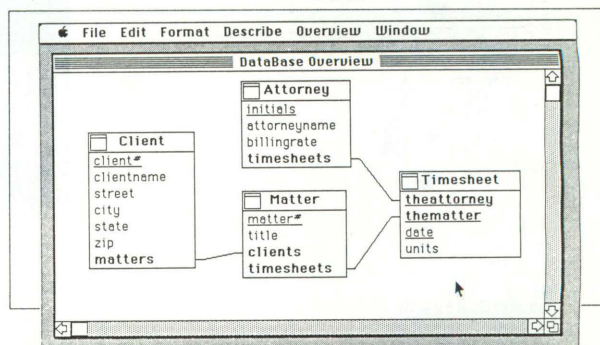 File Edit Format Describe Overview Window
DataBase Overview
Attorney
initials
attorneyname
billingrate
timesheets
Client
client#
clientname
street
city
state
zip
matters
Matter
matter#
title
clients
timesheets
Timesheet
theattorney
thematter
date
units